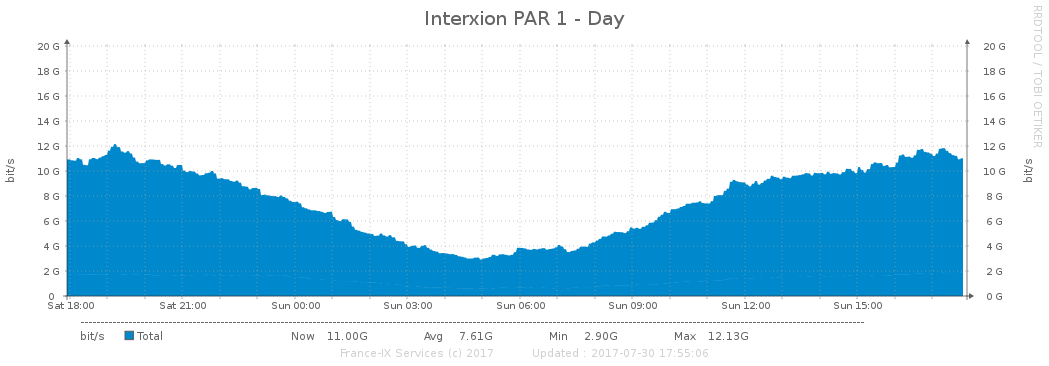 Interxion PAR 1 - Day
RRDTOOL / TOBI OETIKER
bit/s
20 G 20 G
18 G 18 G
16 G 16 G
14 G 14 G
12 G 12 G
10 G 10 G
8 G 8 G
6 G 6 G
4 G 4 G
2 G 2 G
0 0 G
bit/s
Sat 18:00 Sat 21:00 Sun 00:00 Sun 03:00 Sun 06:00 Sun 09:00 Sun 12:00 Sun 15:00
bit/s Total Now 11.00G Avg 7.61G Min 2.90G Max 12.13G
France-IX Services (c) 2017 Updated : 2017-07-30 17:55:06